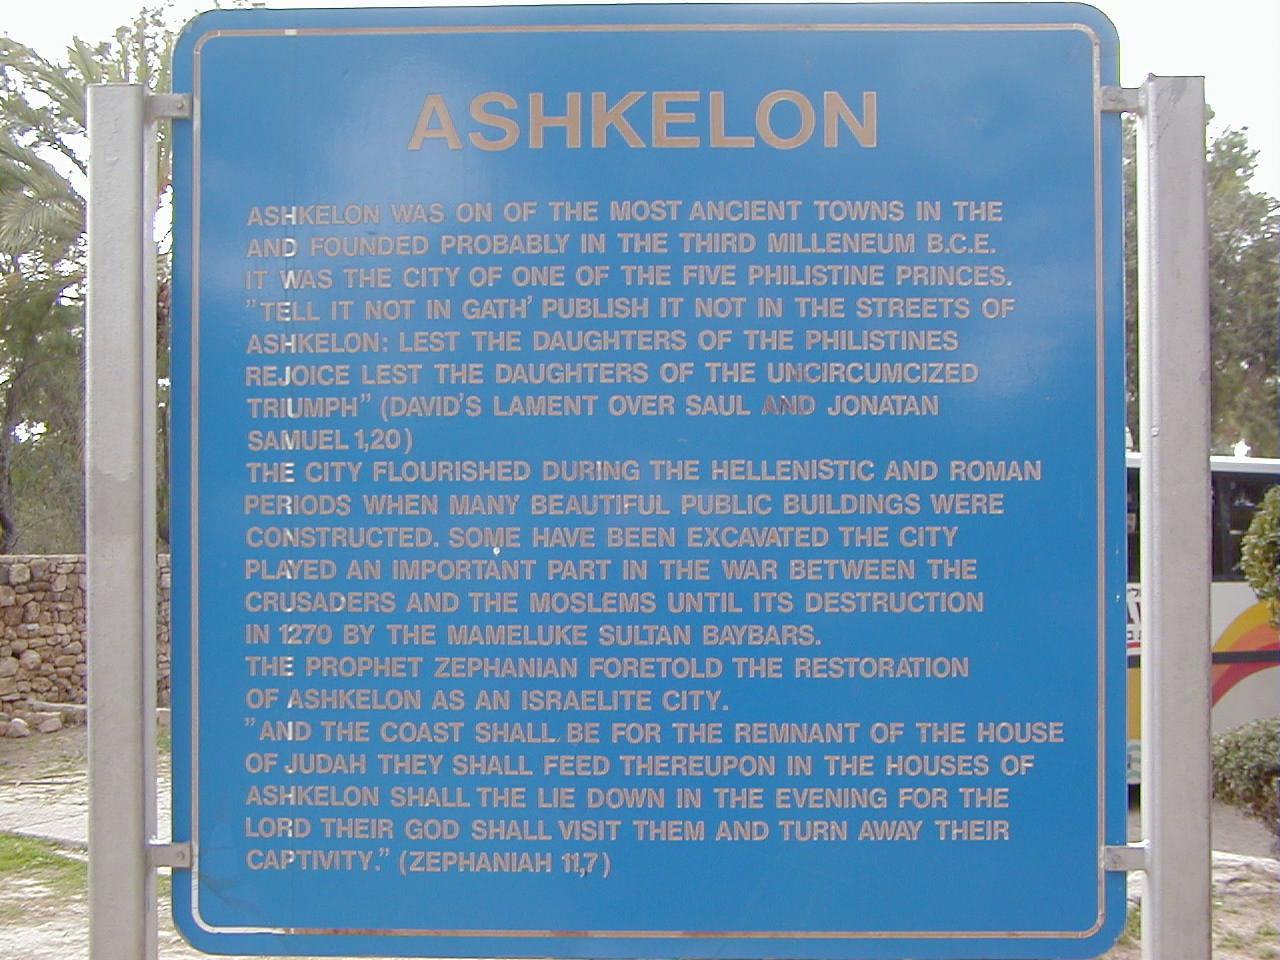 ASHKELON
ASHKELON WAS ON OF THE MOST ANCIENT TOWNS IN THE
AND FOUNDED PROBABLY IN THE THIRD MILLENEUM B.C.E.
IT WAS THE CITY OF ONE OF THE FIVE PHILISTINE PRINCES.
"TELL IT NOT IN GATH' PUBLISH IT NOT IN THE STREETS OF
ASHKELON: LEST THE DAUGHTERS OF THE PHILISTINES
REJOICE LEST THE DAUGHTERS OF THE UNCIRCUMCIZED
TRIUMPH" (DAVID'S LAMENT OVER SAUL AND JONATAN
SAMUEL 1,20)
THE CITY FLOURISHED DURING THE HELLENISTIC AND ROMAN
PERIODS WHEN MANY BEAUTIFUL PUBLIC BUILDINGS WERE
CONSTRUCTED. SOME HAVE BEEN EXCAVATED THE CITY
PLAYED AN IMPORTANT PART IN THE WAR BETWEEN THE
CRUSADERS AND THE MOSLEMS UNTIL ITS DESTRUCTION
IN 1270 BY THE MAMELUKE SULTAN BAYBARS.
THE PROPHET ZEPHANIAN FORETOLD THE RESTORATION
OF ASHKELON AS AN ISRAELITE CITY.
"AND THE COAST SHALL BE FOR THE REMNANT OF THE HOUSE
OF JUDAH THEY SHALL FEED THEREUPON IN THE HOUSES OF
ASHKELON SHALL THE LIE DOWN IN THE EVENING FOR THE
LORD THEIR GOD SHALL VISIT THEM AND TURN AWAY THEIR
CAPTIVITY." (ZEPHANIAH 11,7)